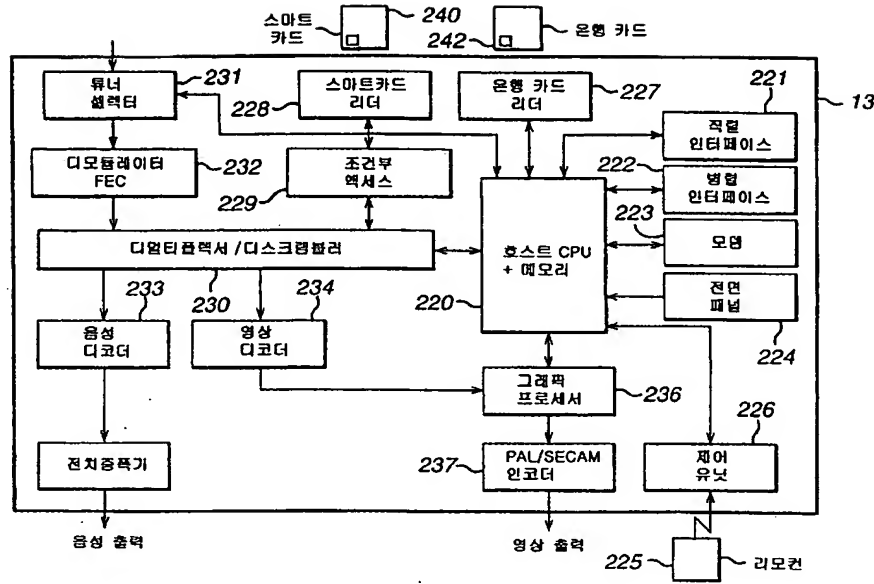 스마트
카드
240
242
은행 카드
튜너
셀렉터
231
228
스마트카드
리더
은행 카드
리더
227
221
직렬
인터페이스
13
디모듈레이터
FEC
232
229
조건부
액세스
222
병렬
인터페이스
223
모뎀
디멀티플렉서/디스크램블러
230
호스트 CPU
+ 메모리
220
전면
패널
224
233
음성
디코더
234
영상
디코더
그래픽
프로세서
236
226
제어
유닛
전치증폭기
237
PAL/SECAM
인코더
음성 출력
영상 출력
225
리모컨